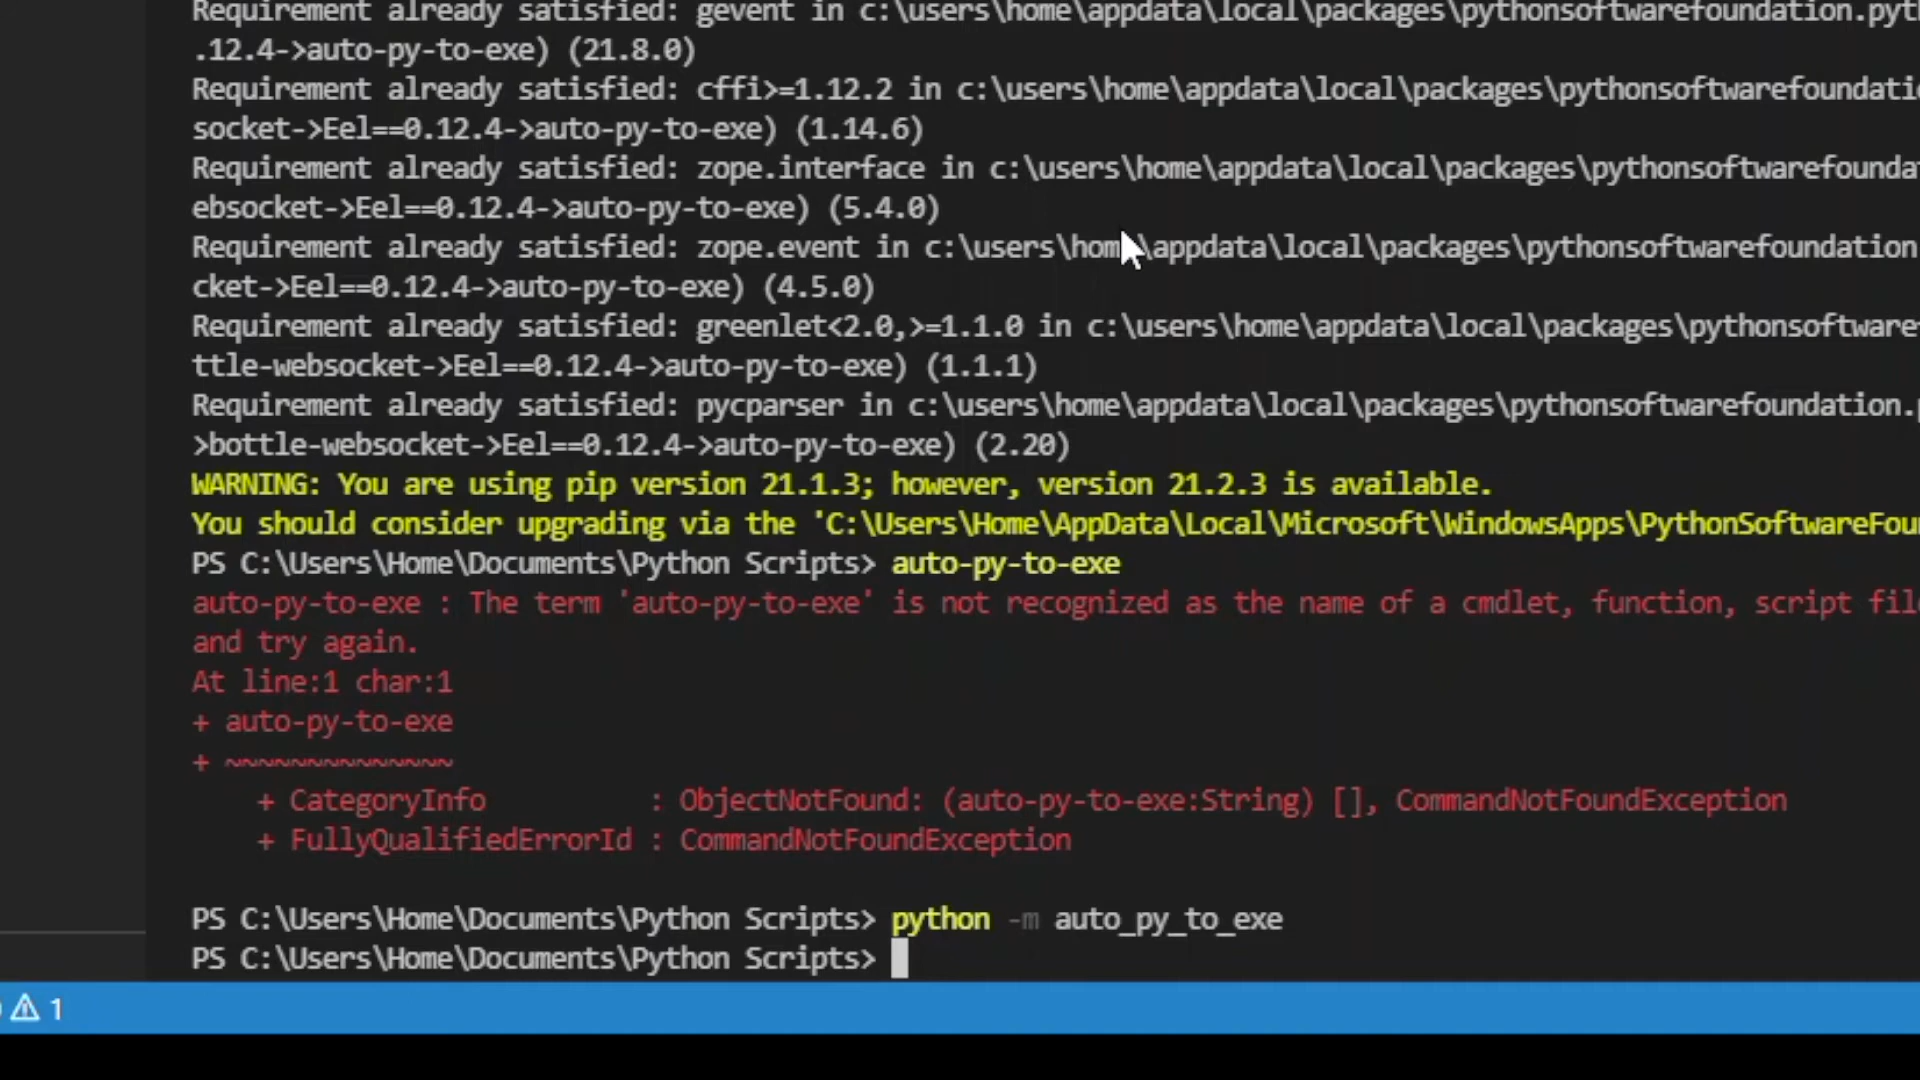 Requirement already satisfied: gevent in c:\users\home\appdata\local\packages\pythonsoftwarefoundation.pyt
.12.4->auto-py-to-exe) (21.8.0)
Requirement already satisfied: cffi>=1.12.2 in c:\users\home\appdata\local\packages\pythonsoftwarefoundati
socket->Eel==0.12.4->auto-py-to-exe) (1.14.6)
Requirement already satisfied: zope.interface in c:\users\home\appdata\local\packages\pythonsoftwarefoundat
ebsocket->Eel==0.12.4->auto-py-to-exe) (5.4.0)
Requirement already satisfied: zope.event in c:\users\home\appdata\local\packages\pythonsoftwarefoundation
cket->Eel==0.12.4->auto-py-to-exe) (4.5.0)
Requirement already satisfied: greenlet<2.0,>=1.1.0 in c:\users\home\appdata\local\packages\pythonsoftware
ttle-websocket->Eel==0.12.4->auto-py-to-exe) (1.1.1)
Requirement already satisfied: pycparser in c:\users\home\appdata\local\packages\pythonsoftwarefoundation.
>bottle-websocket->Eel==0.12.4->auto-py-to-exe) (2.20)
WARNING: You are using pip version 21.1.3; however, version 21.2.3 is available.
You should consider upgrading via the 'C:\Users\Home\AppData\Local\Microsoft\WindowsApps\PythonSoftwareFou
PS C:\Users\Home\Documents\Python Scripts> auto-py-to-exe
auto-py-to-exe : The term 'auto-py-to-exe' is not recognized as the name of a cmdlet, function, script fil
and try again.
At line:1 char:1
+ auto-py-to-exe
+ ~~~~~~~~~~~~~~
+ CategoryInfo : ObjectNotFound: (auto-py-to-exe:String) [], CommandNotFoundException
+ FullyQualifiedErrorId : CommandNotFoundException
PS C:\Users\Home\Documents\Python Scripts> python -m auto_py_to_exe
PS C:\Users\Home\Documents\Python Scripts>
1